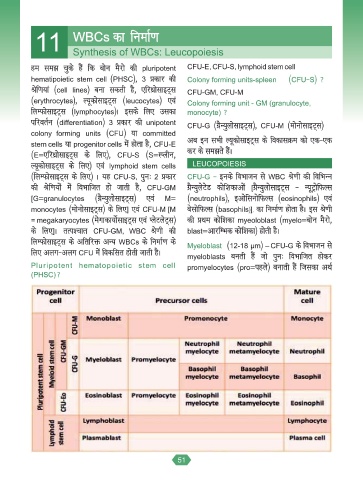 11
WBCs का निर्माण
Synthesis of WBCs: Leucopoiesis
हम समझ चुके हैं कि बोन मैरो की pluripotent
hematipoietic stem cell (PHSC), 3 प्रकार की
श्रेणियां (cell lines) बना सकती है, एरिथ्रोसाइट्स
(erythrocytes), ल्यूकोसाइट्स (leucocytes) एवं
लिम्फोसाइट्स (lymphocytes)। इसके लिए उसका
परिवर्तन (differentiation) 3 प्रकार की unipotent
colony forming units (CFU) या committed
stem cells या progenitor cells में होता है, CFU-E
(E=एरिथ्रोसाइट्स के लिए), CFU-S (S=स्प्लीन,
ल्यूकोसाइट्स के लिए) एवं lymphoid stem cells
(लिम्फोसाइट्स के लिए)। यह CFU-S, पुनः 2 प्रकार
की श्रेणियों में विभाजित हो जाती है, CFU-GM
[G=granulocytes (ग्रैन्युलोसाइट्स) एवं M=
monocytes (मोनोसाइट्स) के लिए] एवं CFU-M [M
= megakaryocytes (मेगाकार्योसाइट्स एवं प्लेटलेट्स)
के लिए]। तत्पश्चात CFU-GM, WBC श्रेणी की
लिम्फोसाइट्स के अतिरिक्त अन्य WBCs के निर्माण के
लिए अलग-अलग CFU में विकसित होती जाती है।
Pluripotent hematopoietic stem cell
(PHSC) ?
CFU-E, CFU-S, lymphoid stem cell
Colony forming units-spleen (CFU-S) ?
CFU-GM, CFU-M
Colony forming unit - GM (granulocyte,
monocyte) ?
CFU-G (ग्रैन्युलोसाइट्स), CFU-M (मोनोसाइट्स)
अब इन सभी ल्यूकोसाइट्स के विकासक्रम को एक-एक
कर के समझते हैं।
LEUCOPOIESIS
CFU-G – इनके विभाजन से WBC श्रेणी की विभिन्न
ग्रैन्युलेटेड कोशिकाओं [ग्रैन्युलोसाइट्स - न्यूट्रोफिल्स
(neutrophils), इओसिनोफिल्स (eosinophils) एवं
बेसोफिल्स (basophils)] का निर्माण होता है। इस श्रेणी
की प्रथम कोशिका myeoloblast (myelo=बोन मैरो,
blast=आरम्भिक कोशिका) होती है।
Myeloblast (12-18 μm) – CFU-G के विभाजन से
myeloblasts बनती हैं जो पुनः विभाजित होकर
promyelocytes (pro=पहले) बनाती हैं जिसका अर्थ
Progenitor cell Precursor cells Mature cell
Pluripotent stem cell
Myeloid stem cell
CFU-GM
CFU-M Monoblast Promonocyte Monocyte
CFU-G Myeloblast Promyelocyte
Neutrophil myelocyte Neutrophil metamyelocyte Neutrophil
Basophil myelocyte Basophil metamyelocyte Basophil
CFU-Eo Eosinoblast Promyelocyte Eosinophil myelocyte Eosinophil metamyelocyte Eosinophil
Lymphoid stem cell
Lymphoblast Lymphocyte
Plasmablast Plasma cell
51